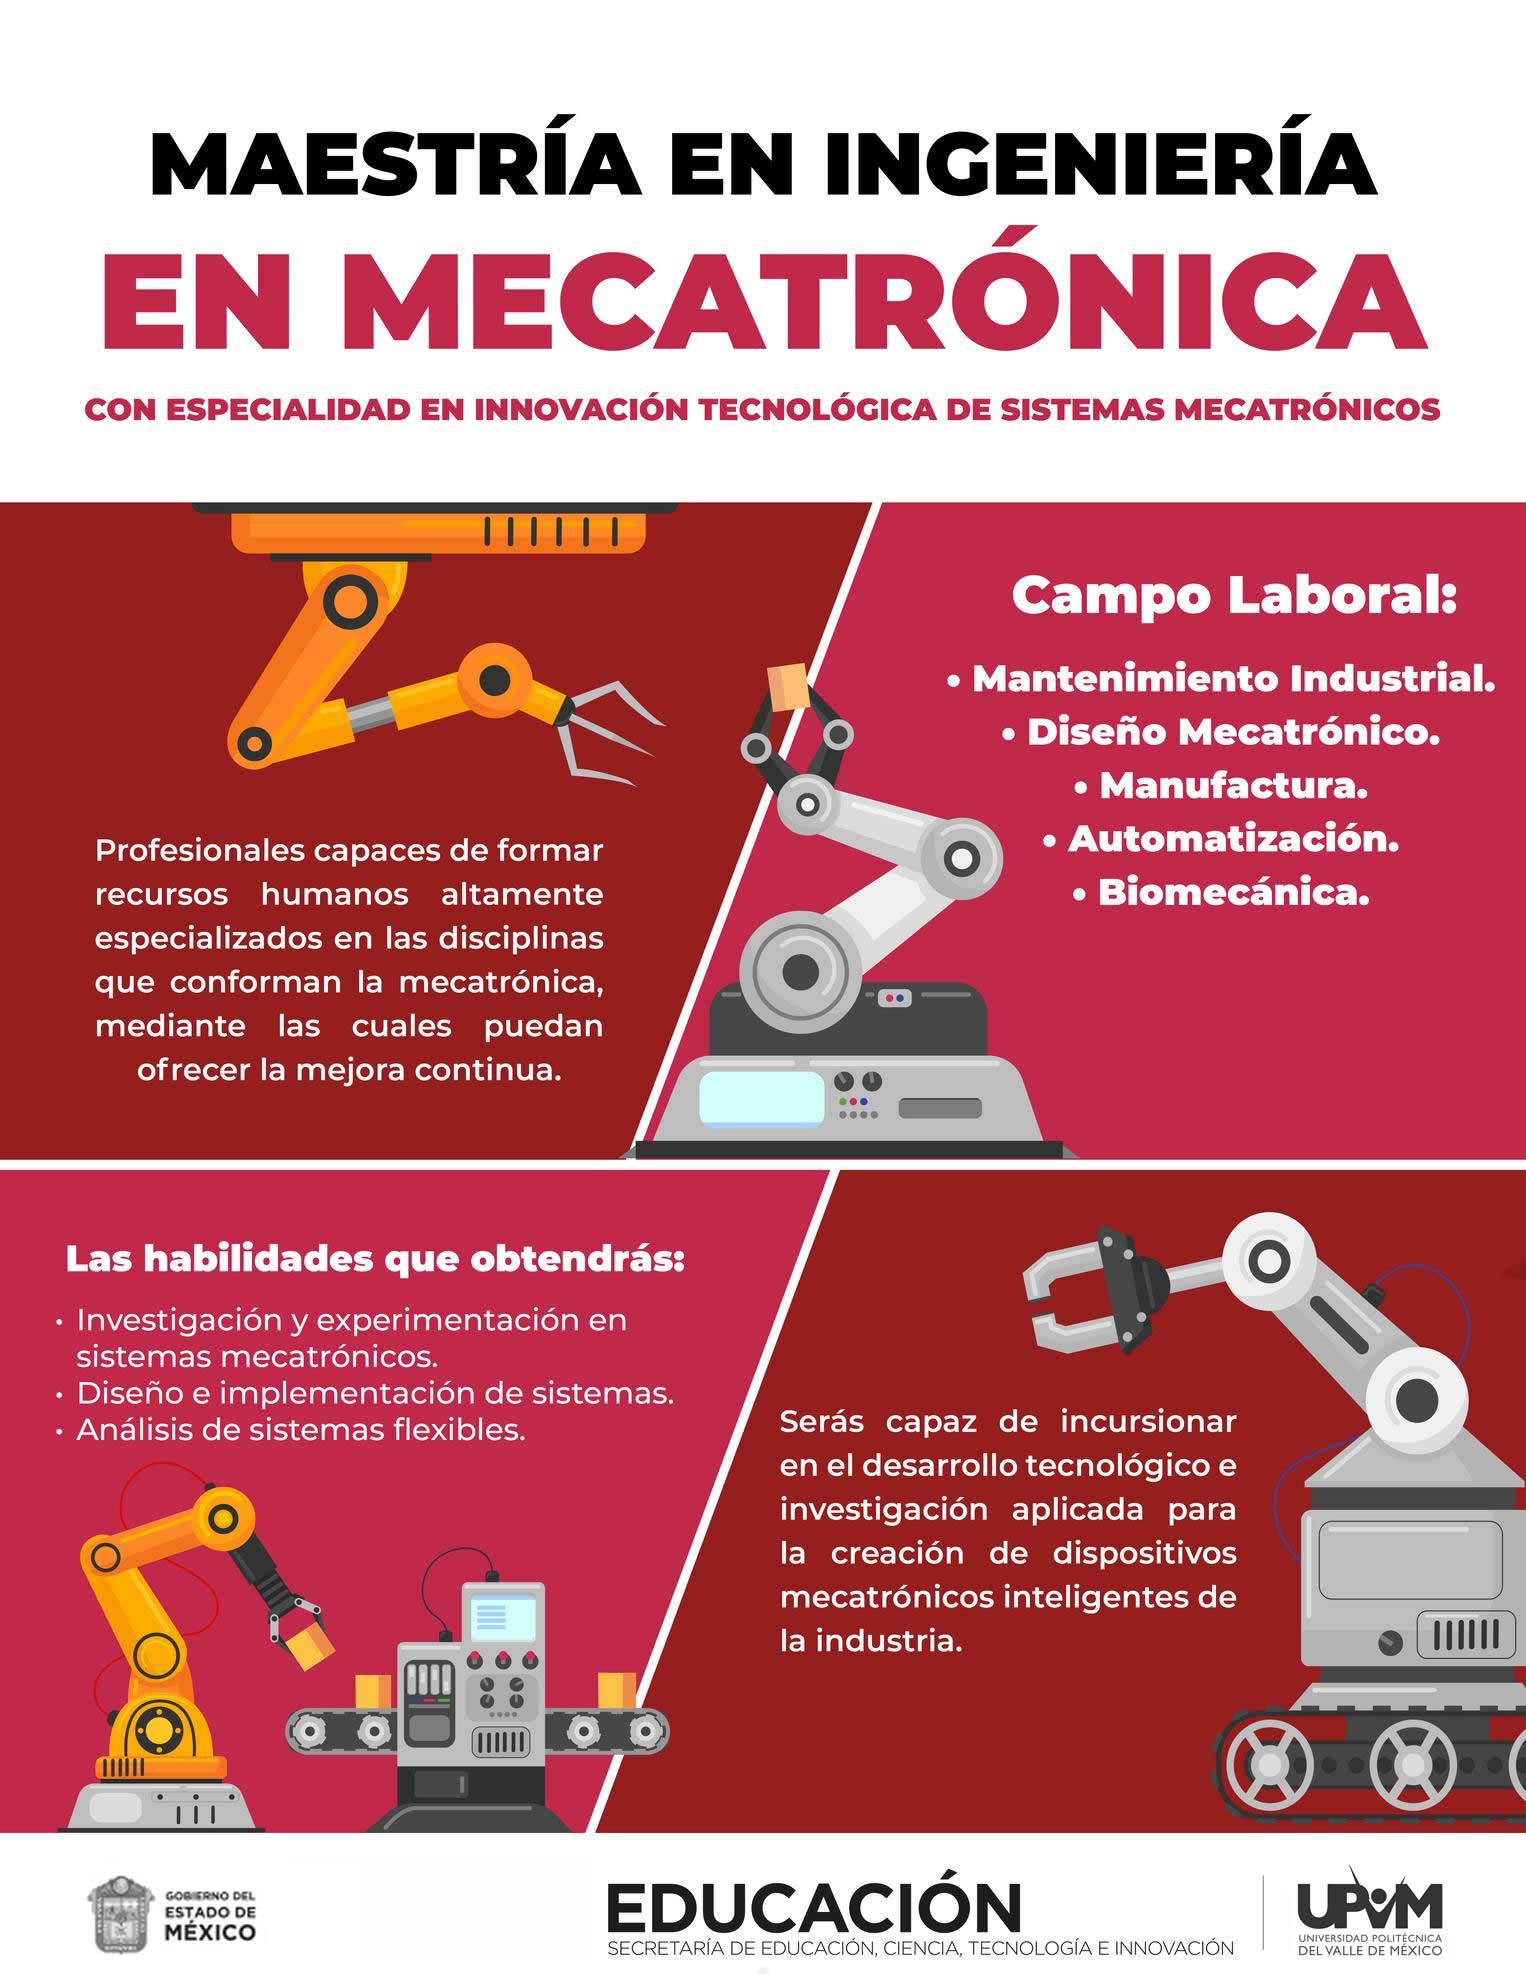 MAESTRÍA EN INGENIERÍA
EN MECATRÓNICA
CON ESPECIALIDAD EN INNOVACIÓN TECNOLÓGICA DE SISTEMAS MECATRÓNICOS
Profesionales capaces de formar
recursos humanos altamente
especializados en las disciplinas
que conforman la mecatrónica,
mediante las cuales puedan
ofrecer la mejora continua.
Campo Laboral:
• Mantenimiento Industrial.
• Diseño Mecatrónico.
• Manufactura.
• Automatización.
• Biomecánica.
Las habilidades que obtendrás:
• Investigación y experimentación en
sistemas mecatrónicos.
• Diseño e implementación de sistemas.
• Análisis de sistemas flexibles.
Serás capaz de incursionar
en el desarrollo tecnológico e
investigación aplicada para
la creación de dispositivos
mecatrónicos inteligentes de
la industria.
GOBIERNO DEL
ESTADO DE
MÉXICO
EDUCACIÓN
SECRETARÍA DE EDUCACIÓN, CIENCIA, TECNOLOGÍA E INNOVACIÓN
UPVM
UNIVERSIDAD POLITÉCNICA
DEL VALLE DE MÉXICO